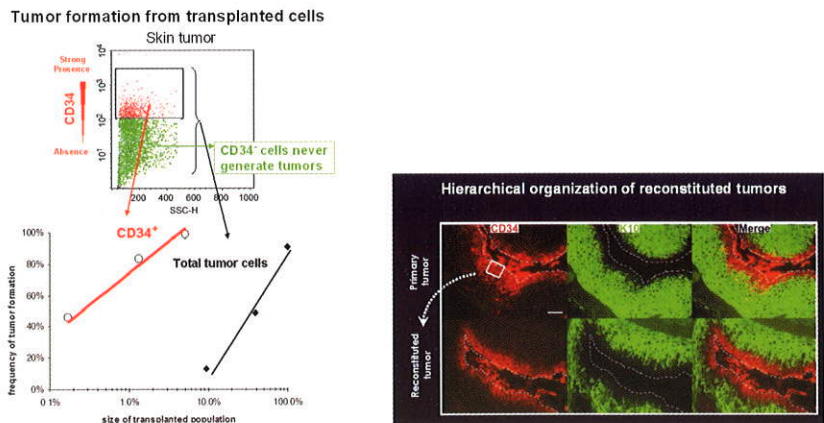 Tumor formation from transplanted cells
Skin tumor
Strong
Presence
CD34
Absence
10⁴
10³
10²
10¹
200 400 600 800 1000
SSC-H
CD34⁻ cells never
generate tumors
CD34⁺
Total tumor cells
frequency of tumor formation
100%
80%
60%
40%
20%
0%
0 1% 1.0% 10.0% 100.0%
size of transplanted population
Hierarchical organization of reconstituted tumors
CD34 K10 Merge
Primary
tumor
Reconstituted
tumor